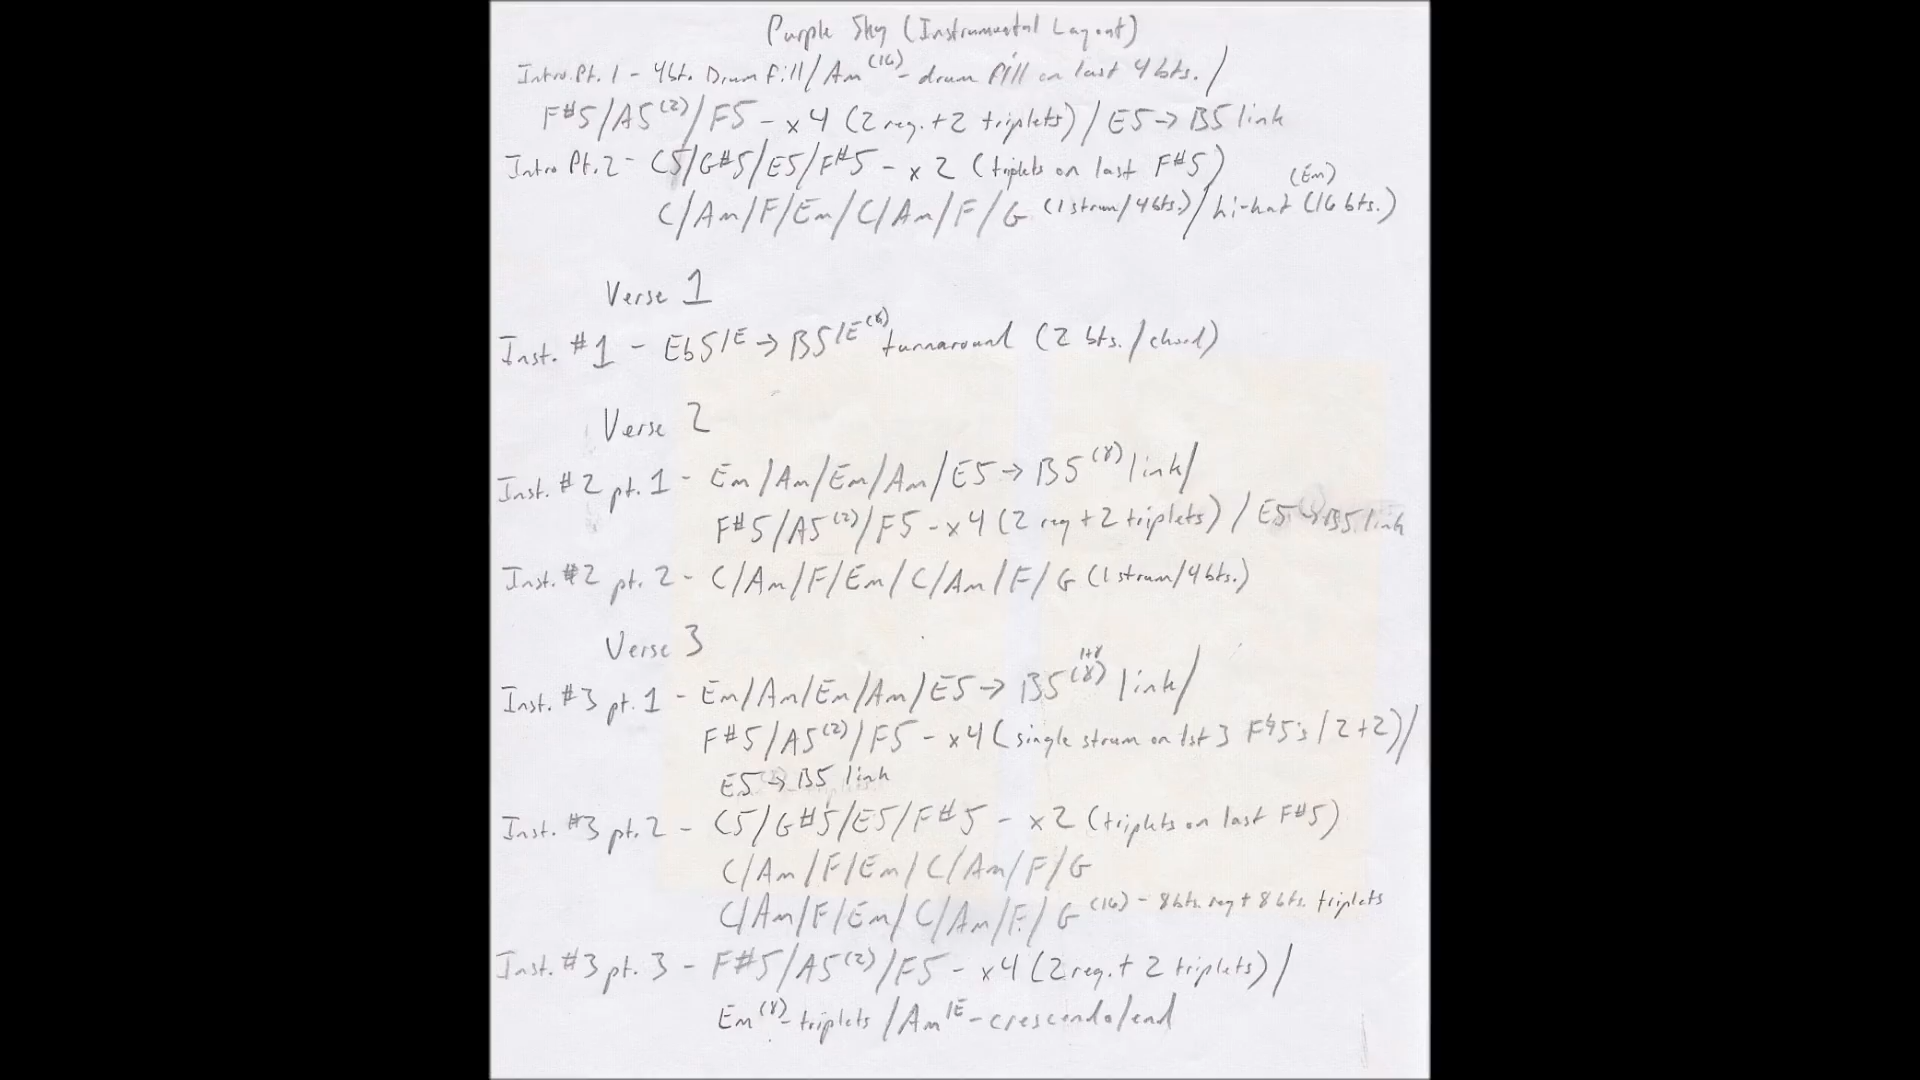 Purple Sky (Instrumental Layout)
Intro Pt. 1 - 4bt. Drum fill/Am(16) - drum fill on last 4 bts. /
F#5/A5(2)/F5 - x4 (2 reg. + 2 triplets) / E5 → B5 link
Intro Pt. 2 - C5/G#5/E5/F#5 - x 2 (triplets on last F#5)
(Em)
C/Am/F/Em/C/Am/F/G (1 strum/4bts.)/hi-hat (16 bts.)
Verse 1
Inst. #1 - Eb5/E → B5/E(8) turnaround (2 bts./chord)
Verse 2
Inst. #2 pt. 1 - Em/Am/Em/Am/E5 → B5(8) link/
F#5/A5(2)/F5 - x4 (2 reg + 2 triplets) / E5 → B5 link
Inst. #2 pt. 2 - C/Am/F/Em/C/Am/F/G (1 strum/4bts.)
Verse 3
1+8
Inst. #3 pt. 1 - Em/Am/Em/Am/E5 → B5(8) link/
F#5/A5(2)/F5 - x4 (single strum on 1st 3 F#5's / 2+2)/
E5 → B5 link
Inst. #3 pt. 2 - C5/G#5/E5/F#5 - x2 (triplets on last F#5)
C/Am/F/Em/C/Am/F/G
C/Am/F/Em/C/Am/F/G(16) - 8bts. reg + 8 bts. triplets
Inst. #3 pt. 3 - F#5/A5(2)/F5 - x4 (2 reg. + 2 triplets) /
Em(8) - triplets / Am/E - crescendo/end